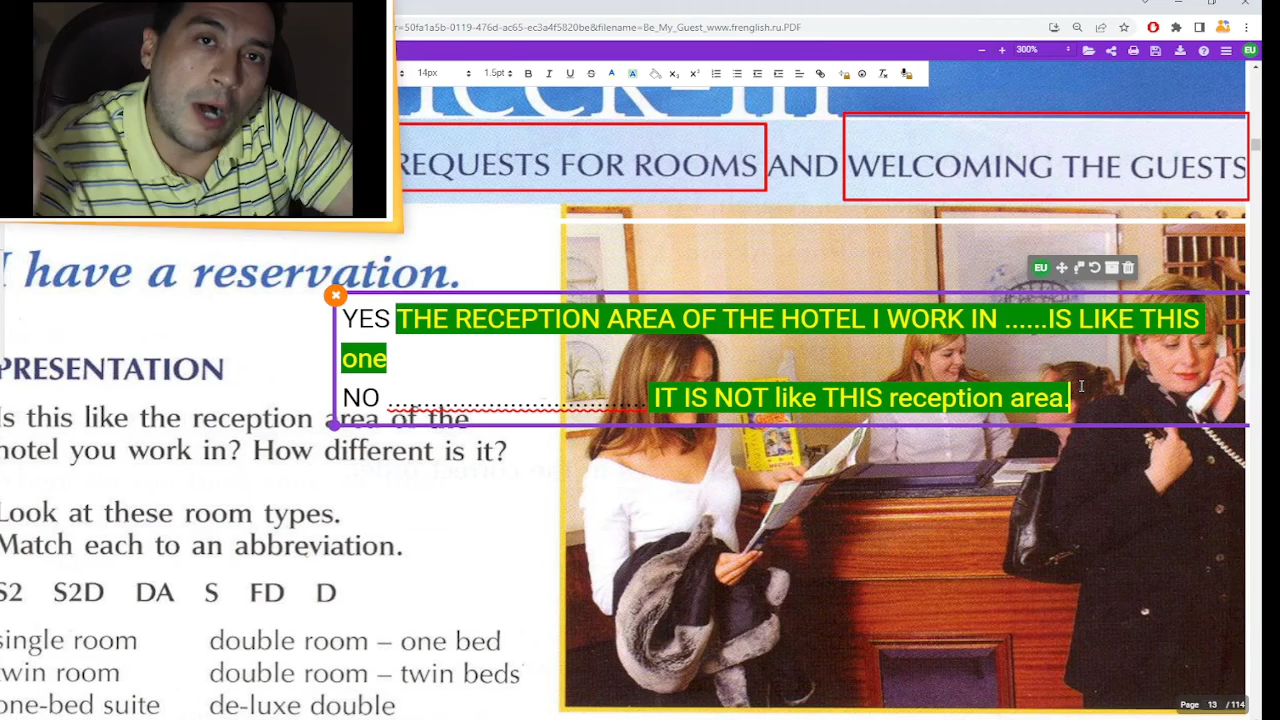 r=50fa1a5b-0119-476d-ac65-ec3a4f5820be&filename=Be_My_Guest_www.frenglish.ru.PDF
300%
EU
14px
1.5pt
REQUESTS FOR ROOMS AND WELCOMING THE GUESTS
I have a reservation.
EU
YES THE RECEPTION AREA OF THE HOTEL I WORK IN ......IS LIKE THIS
one
NO ................................... IT IS NOT like THIS reception area.
PRESENTATION
Is this like the reception area of the
hotel you work in? How different is it?
Look at these room types.
Match each to an abbreviation.
S2 S2D DA S FD D
single room double room – one bed
twin room double room – twin beds
one-bed suite de-luxe double
Page 13 / 114